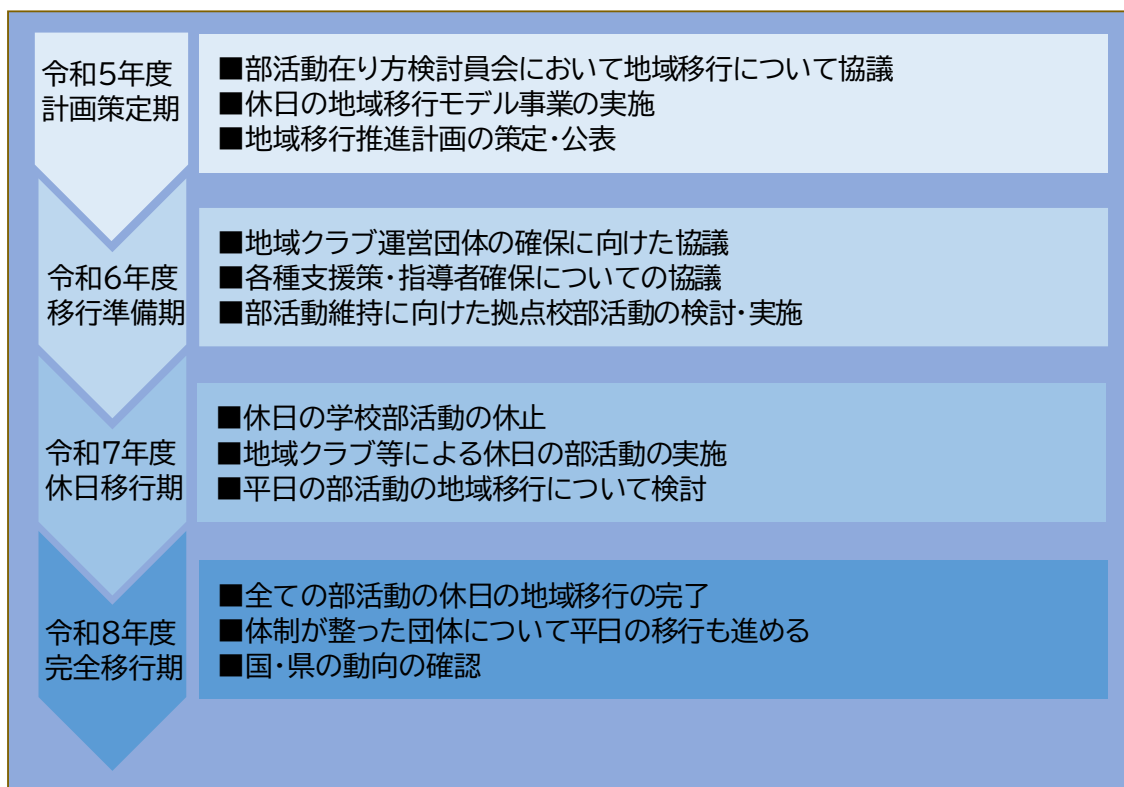 令和5年度
計画策定期
■部活動在り方検討員会において地域移行について協議
■休日の地域移行モデル事業の実施
■地域移行推進計画の策定・公表
令和6年度
移行準備期
■地域クラブ運営団体の確保に向けた協議
■各種支援策・指導者確保についての協議
■部活動維持に向けた拠点校部活動の検討・実施
令和7年度
休日移行期
■休日の学校部活動の休止
■地域クラブ等による休日の部活動の実施
■平日の部活動の地域移行について検討
令和8年度
完全移行期
■全ての部活動の休日の地域移行の完了
■体制が整った団体について平日の移行も進める
■国・県の動向の確認